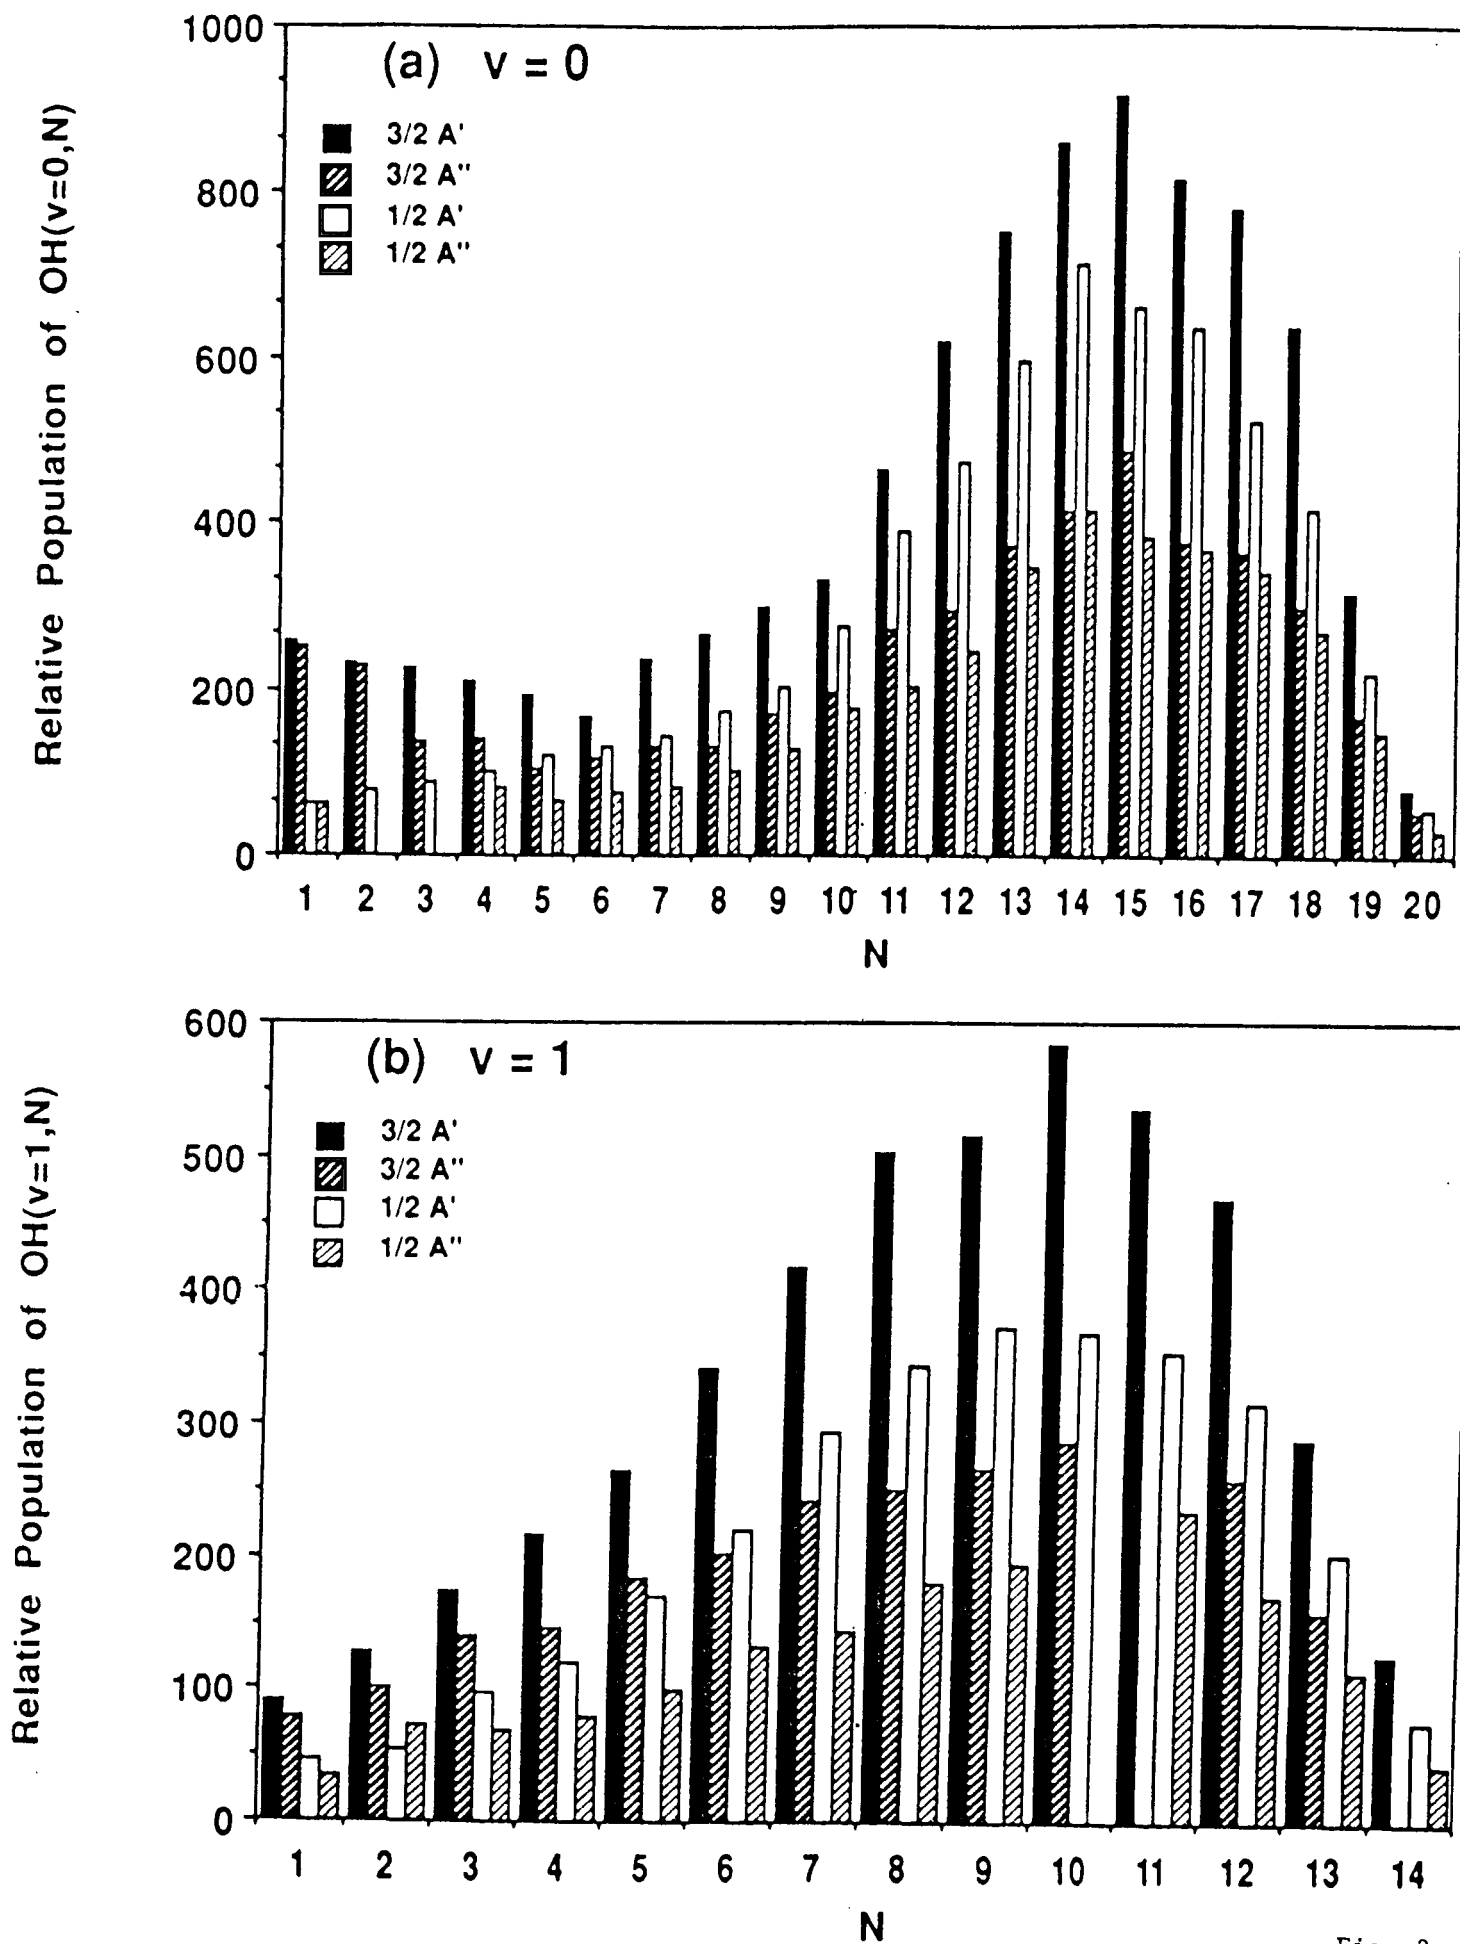 Relative Population of OH(v=0,N)
(a) v = 0
3/2 A'
3/2 A"
1/2 A'
1/2 A"
1000
800
600
400
200
0
1 2 3 4 5 6 7 8 9 10 11 12 13 14 15 16 17 18 19 20
N
Relative Population of OH(v=1,N)
(b) v = 1
3/2 A'
3/2 A"
1/2 A'
1/2 A"
600
500
400
300
200
100
0
1 2 3 4 5 6 7 8 9 10 11 12 13 14
N